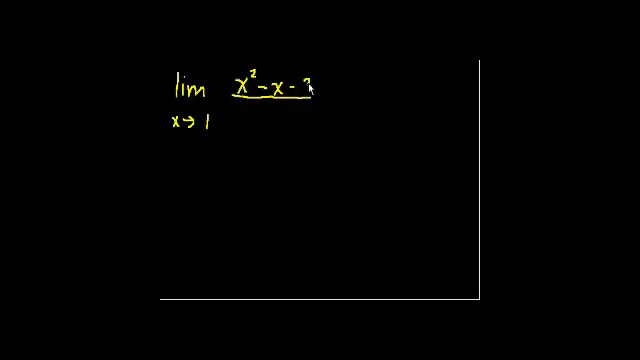 lim x² - x -
x → 1